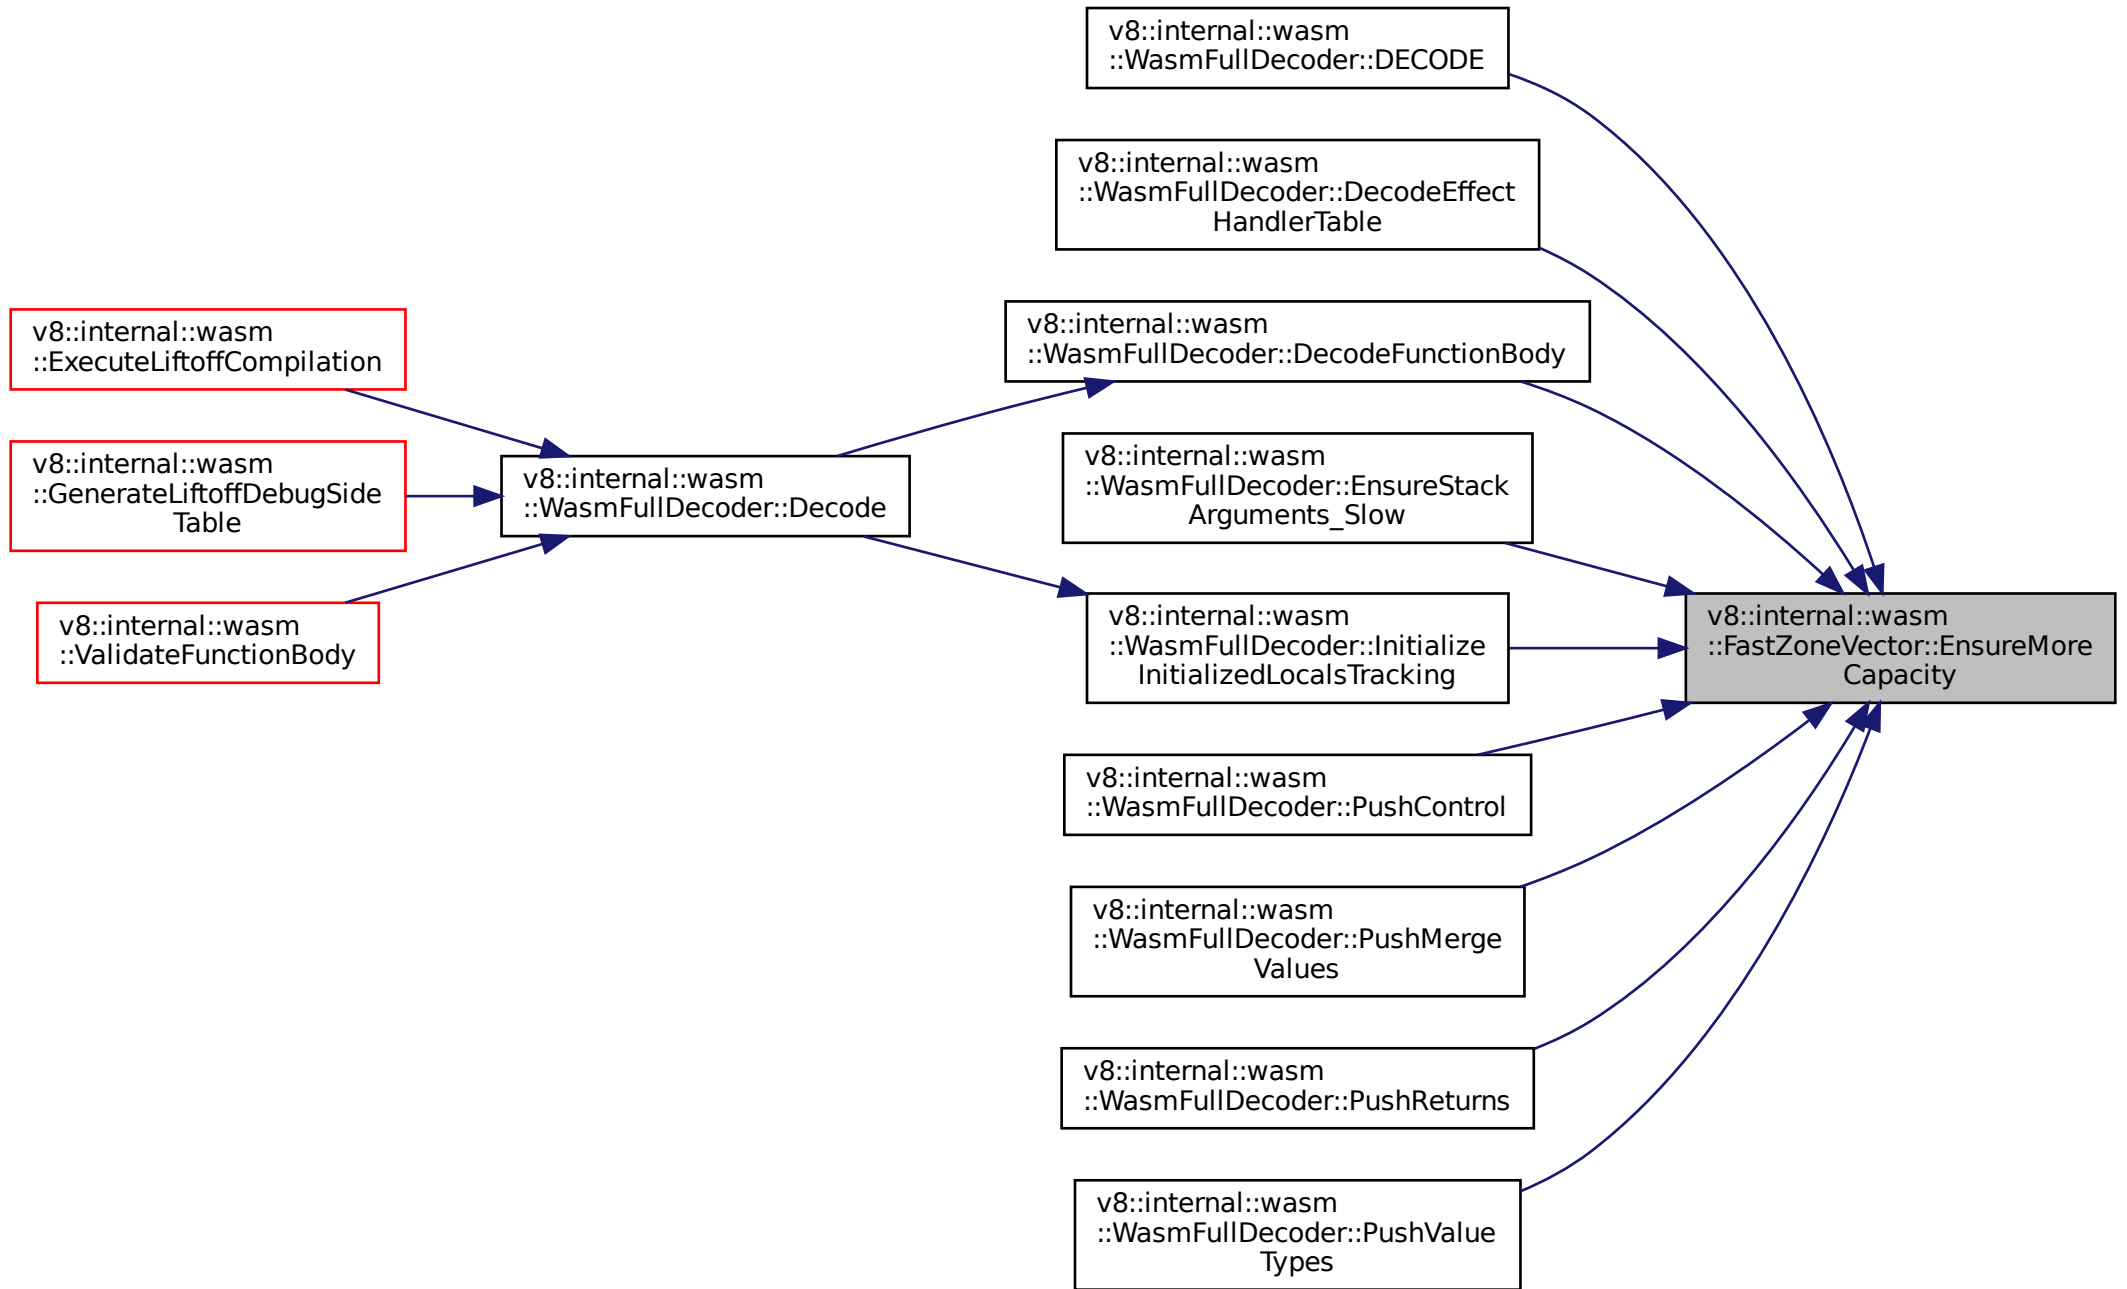 v8::internal::wasm
::WasmFullDecoder::DECODE
v8::internal::wasm
::WasmFullDecoder::DecodeEffect
HandlerTable
v8::internal::wasm
::WasmFullDecoder::DecodeFunctionBody
v8::internal::wasm
::ExecuteLiftoffCompilation
v8::internal::wasm
::GenerateLiftoffDebugSide
Table
v8::internal::wasm
::WasmFullDecoder::Decode
v8::internal::wasm
::WasmFullDecoder::EnsureStack
Arguments_Slow
v8::internal::wasm
::ValidateFunctionBody
v8::internal::wasm
::WasmFullDecoder::Initialize
InitializedLocalsTracking
v8::internal::wasm
::FastZoneVector::EnsureMore
Capacity
v8::internal::wasm
::WasmFullDecoder::PushControl
v8::internal::wasm
::WasmFullDecoder::PushMerge
Values
v8::internal::wasm
::WasmFullDecoder::PushReturns
v8::internal::wasm
::WasmFullDecoder::PushValue
Types